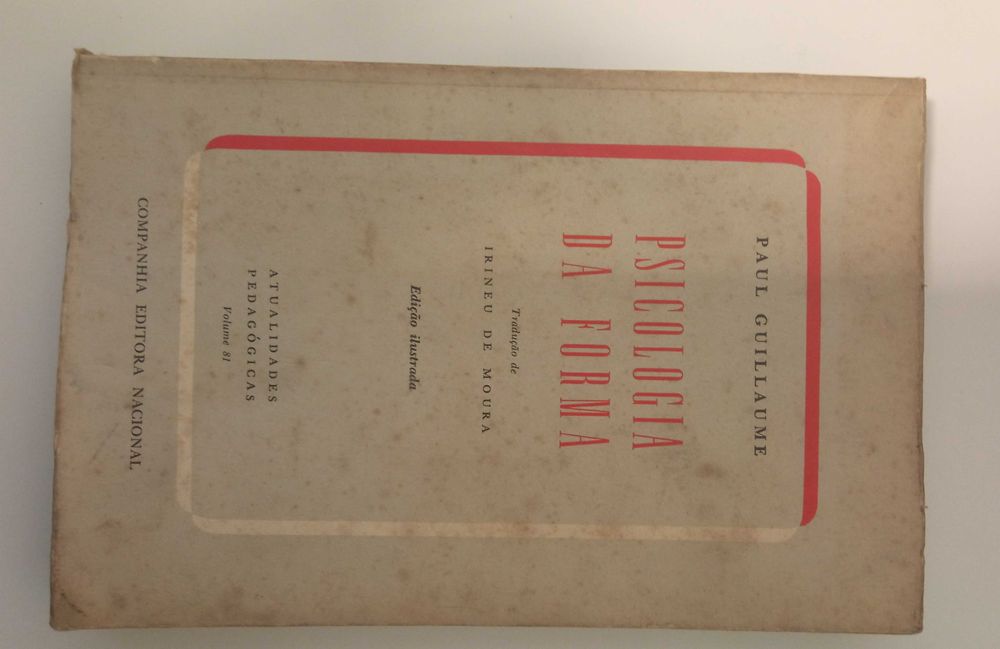 PAUL GUILLAUME
PSICOLOGIA
DA FORMA
Tradução de
IRINEU DE MOURA
Edição ilustrada
ATUALIDADES
PEDAGÓGICAS
Volume 81
COMPANHIA EDITORA NACIONAL